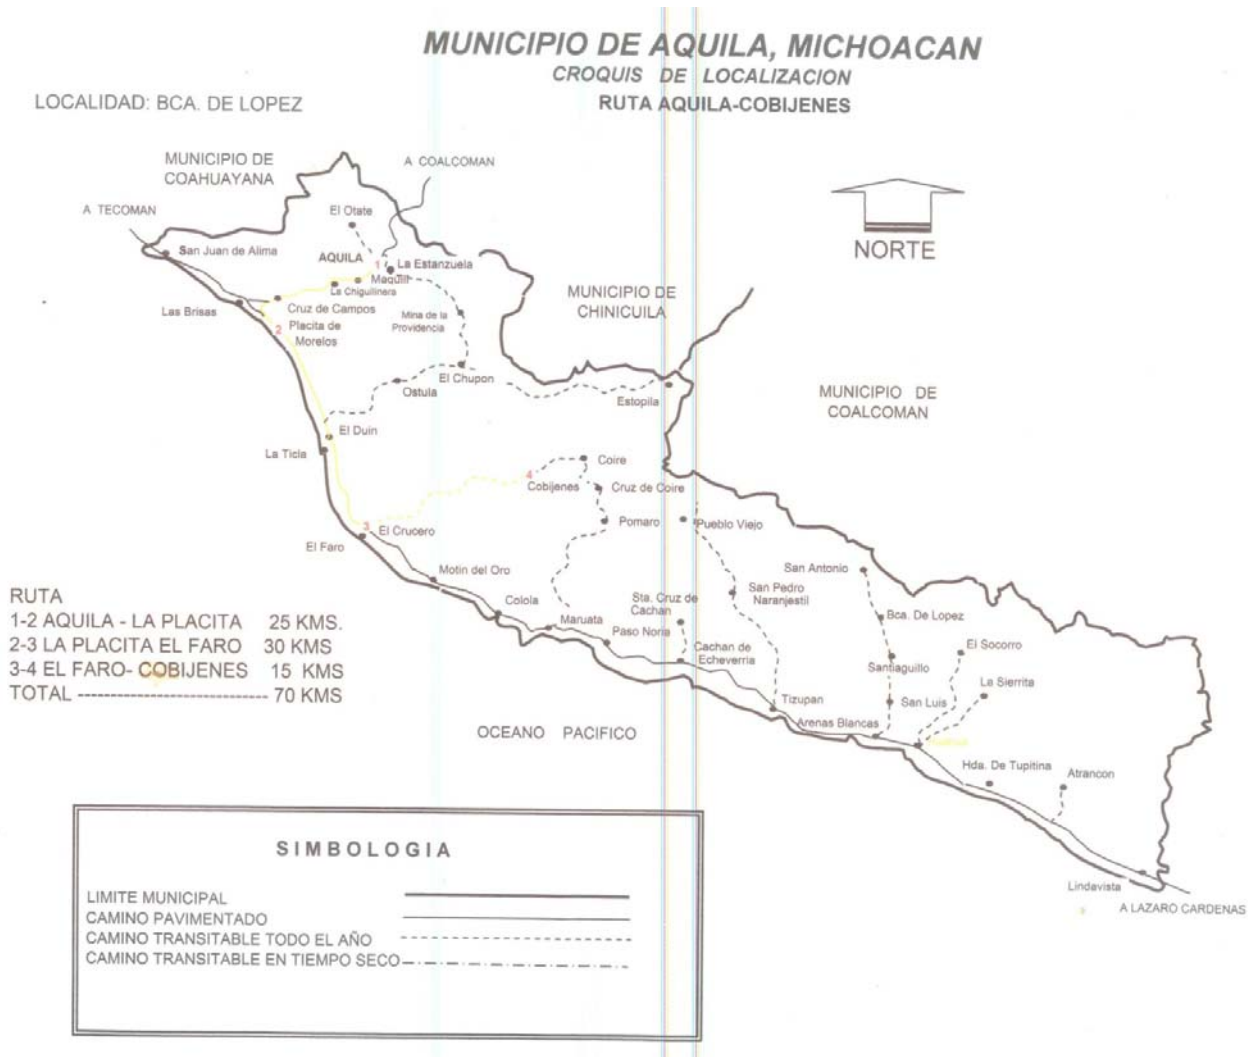 MUNICIPIO DE AQUILA, MICHOACAN
CROQUIS DE LOCALIZACION
RUTA AQUILA-COBIJENES
LOCALIDAD: BCA. DE LOPEZ
MUNICIPIO DE
COAHUAYANA
A COALCOMAN
A TECOMAN
El Otate
NORTE
San Juan de Alima
AQUILA
1
La Estanzuela
Maquili
La Chiguilinera
Las Brisas
Cruz de Campos
2
Placita de
Morelos
Mina de la
Providencia
MUNICIPIO DE
CHINICUILA
El Chupon
Ostula
Estopila
MUNICIPIO DE
COALCOMAN
El Duin
La Ticla
Coire
4
Cobijenes
Cruz de Coire
3
El Crucero
El Faro
Pomaro
Pueblo Viejo
Motin del Oro
San Antonio
San Pedro
Naranjestil
Colola
Sta. Cruz de
Cachan
Maruata
Paso Noria
Bca. De Lopez
Cachan de
Echeverria
El Socorro
Santiaguillo
La Sierrita
Tizupan
San Luis
Arenas Blancas
Hda. De Tupitina
Atrancon
Lindavista
A LAZARO CARDENAS
OCEANO PACIFICO
RUTA
1-2 AQUILA - LA PLACITA 25 KMS.
2-3 LA PLACITA EL FARO 30 KMS
3-4 EL FARO- COBIJENES 15 KMS
TOTAL ------------------------- 70 KMS
SIMBOLOGIA
LIMITE MUNICIPAL
CAMINO PAVIMENTADO
CAMINO TRANSITABLE TODO EL AÑO
CAMINO TRANSITABLE EN TIEMPO SECO